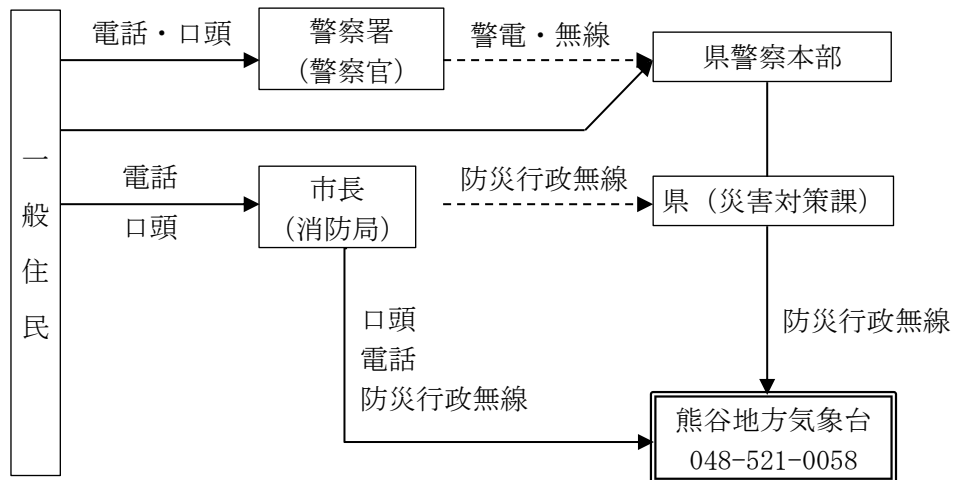 電話・口頭
警察署
(警察官)
警電・無線
県警察本部
一般住民
電話
口頭
市長
(消防局)
防災行政無線
県(災害対策課)
口頭
電話
防災行政無線
防災行政無線
熊谷地方気象台
048-521-0058